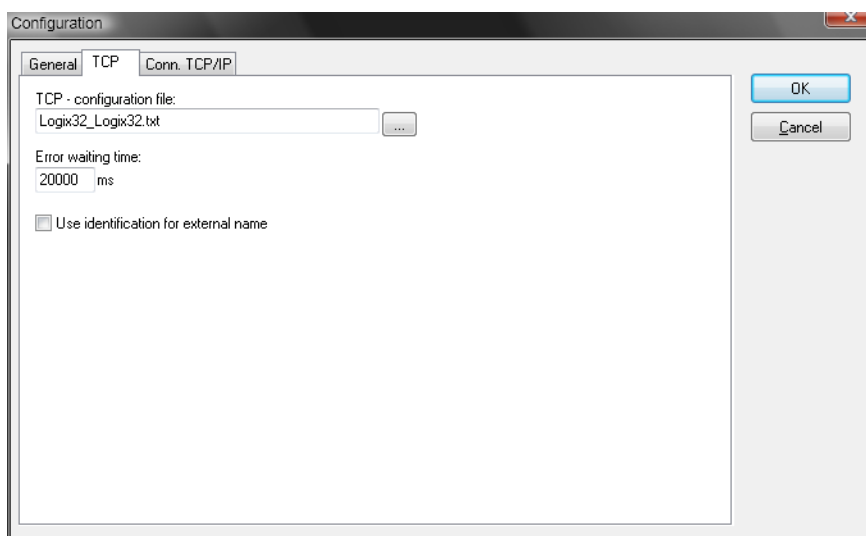 Configuration
General TCP Conn. TCP/IP
TCP - configuration file:
Logix32_Logix32.txt ...
Error waiting time:
20000 ms
Use identification for external name
OK
Cancel